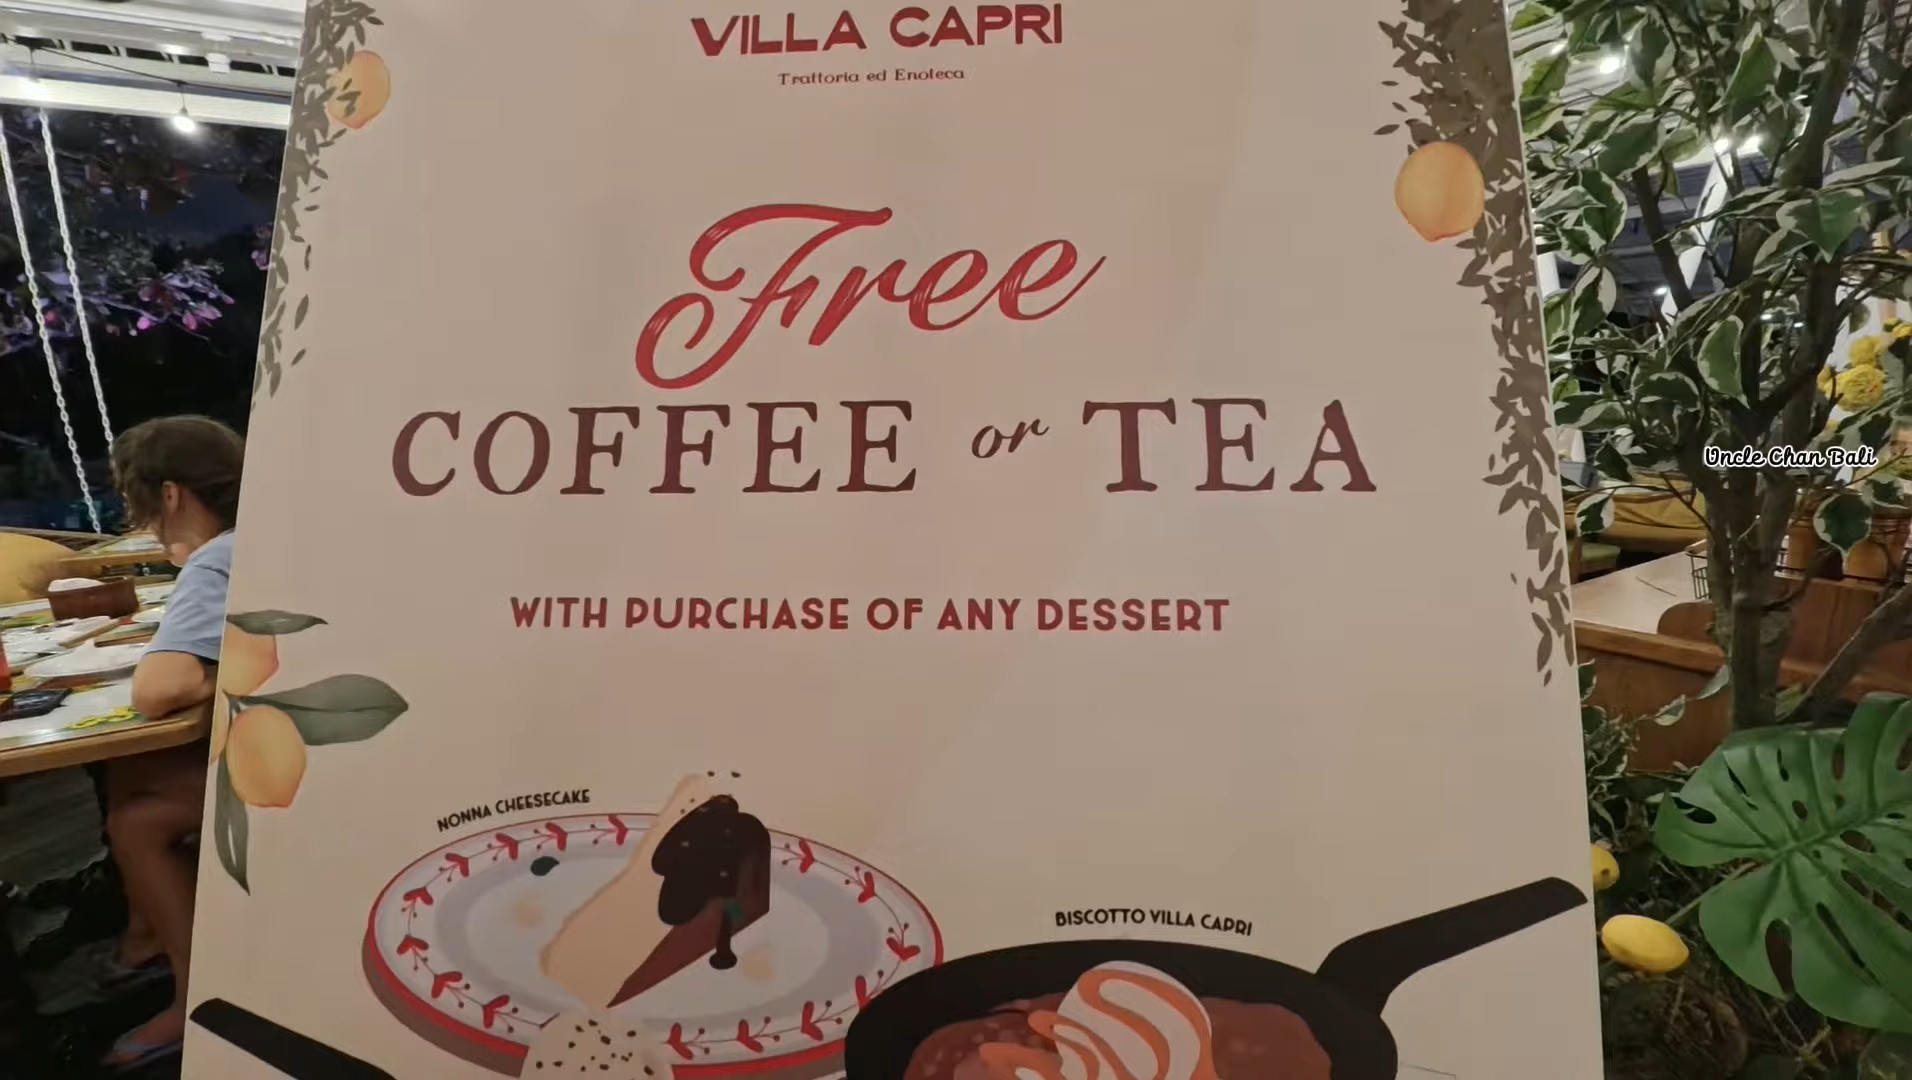 VILLA CAPRI
Trattoria ed Enoteca
Free
COFFEE or TEA
WITH PURCHASE OF ANY DESSERT
NONNA CHEESECAKE
BISCOTTO VILLA CAPRI
Uncle Chan Bali